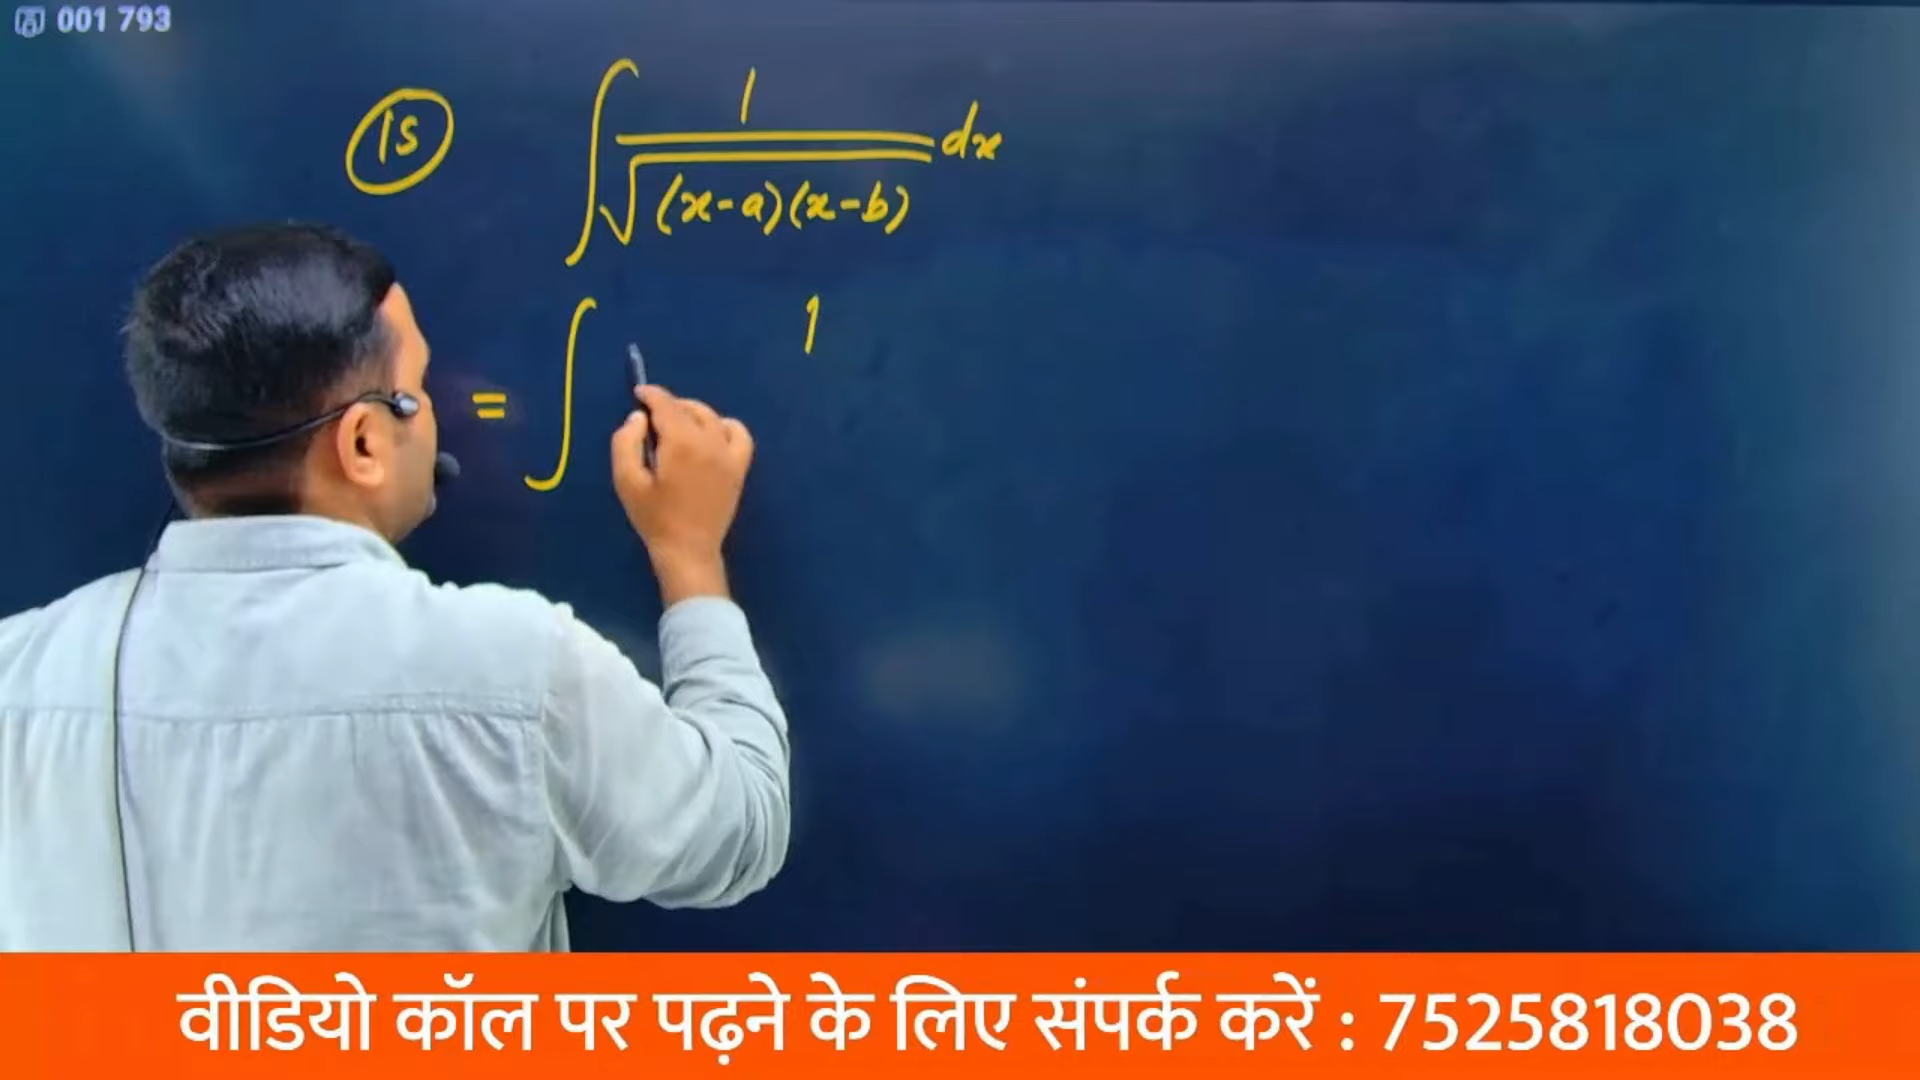 001 793
15 ∫ 1/√((x-a)(x-b)) dx
= ∫ 1
वीडियो कॉल पर पढ़ने के लिए संपर्क करें : 7525818038